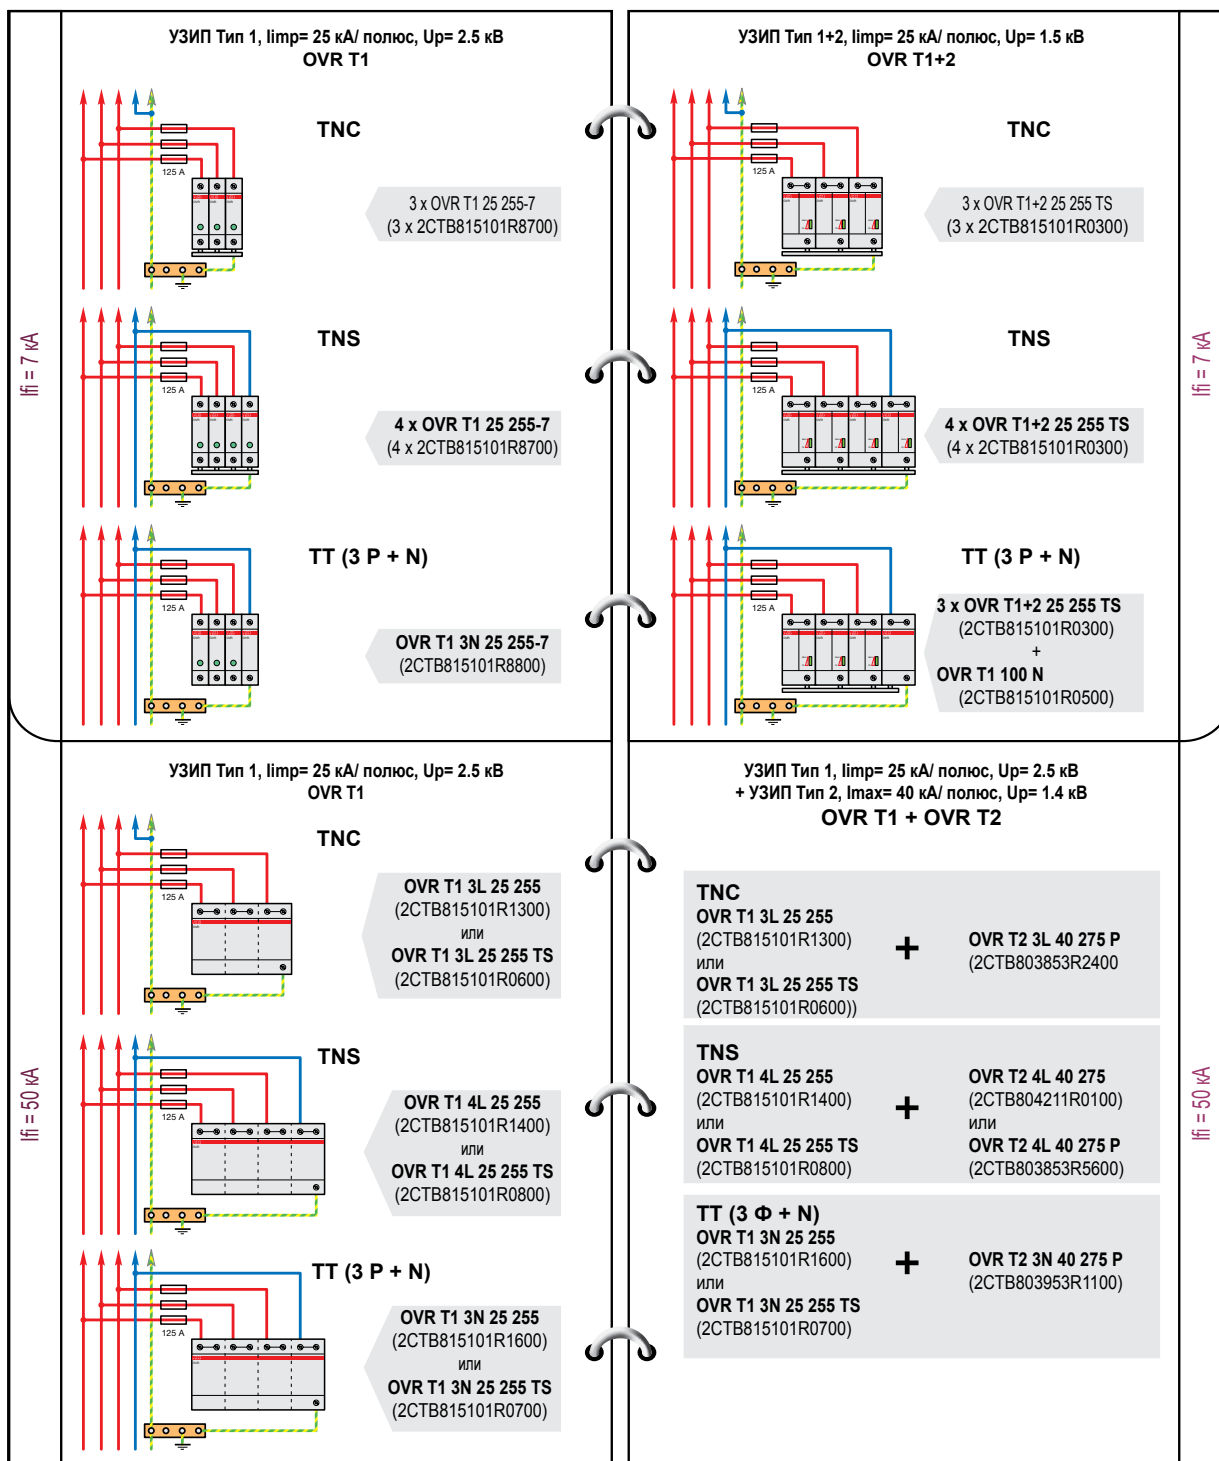 УЗИП Тип 1, Iimp= 25 кА/ полюс, Up= 2.5 кВ
OVR T1
TNC
125 A
3 x OVR T1 25 255-7
(3 x 2CTB815101R8700)
TNS
125 A
4 x OVR T1 25 255-7
(4 x 2CTB815101R8700)
TT (3 P + N)
125 A
OVR T1 3N 25 255-7
(2CTB815101R8800)
Ifi = 7 кА
УЗИП Тип 1+2, Iimp= 25 кА/ полюс, Up= 1.5 кВ
OVR T1+2
TNC
125 A
3 x OVR T1+2 25 255 TS
(3 x 2CTB815101R0300)
TNS
125 A
4 x OVR T1+2 25 255 TS
(4 x 2CTB815101R0300)
TT (3 P + N)
125 A
3 x OVR T1+2 25 255 TS
(2CTB815101R0300)
+
OVR T1 100 N
(2CTB815101R0500)
Ifi = 7 кА
УЗИП Тип 1, Iimp= 25 кА/ полюс, Up= 2.5 кВ
OVR T1
TNC
125 A
OVR T1 3L 25 255
(2CTB815101R1300)
или
OVR T1 3L 25 255 TS
(2CTB815101R0600)
TNS
125 A
OVR T1 4L 25 255
(2CTB815101R1400)
или
OVR T1 4L 25 255 TS
(2CTB815101R0800)
TT (3 P + N)
125 A
OVR T1 3N 25 255
(2CTB815101R1600)
или
OVR T1 3N 25 255 TS
(2CTB815101R0700)
Ifi = 50 кА
УЗИП Тип 1, Iimp= 25 кА/ полюс, Up= 2.5 кВ
+ УЗИП Тип 2, Imax= 40 кА/ полюс, Up= 1.4 кВ
OVR T1 + OVR T2
TNC
OVR T1 3L 25 255
(2CTB815101R1300)
или
OVR T1 3L 25 255 TS
(2CTB815101R0600))
+
OVR T2 3L 40 275 P
(2CTB803853R2400
TNS
OVR T1 4L 25 255
(2CTB815101R1400)
или
OVR T1 4L 25 255 TS
(2CTB815101R0800)
+
OVR T2 4L 40 275
(2CTB804211R0100)
или
OVR T2 4L 40 275 P
(2CTB803853R5600)
TT (3 Ф + N)
OVR T1 3N 25 255
(2CTB815101R1600)
или
OVR T1 3N 25 255 TS
(2CTB815101R0700)
+
OVR T2 3N 40 275 P
(2CTB803953R1100)
Ifi = 50 кА